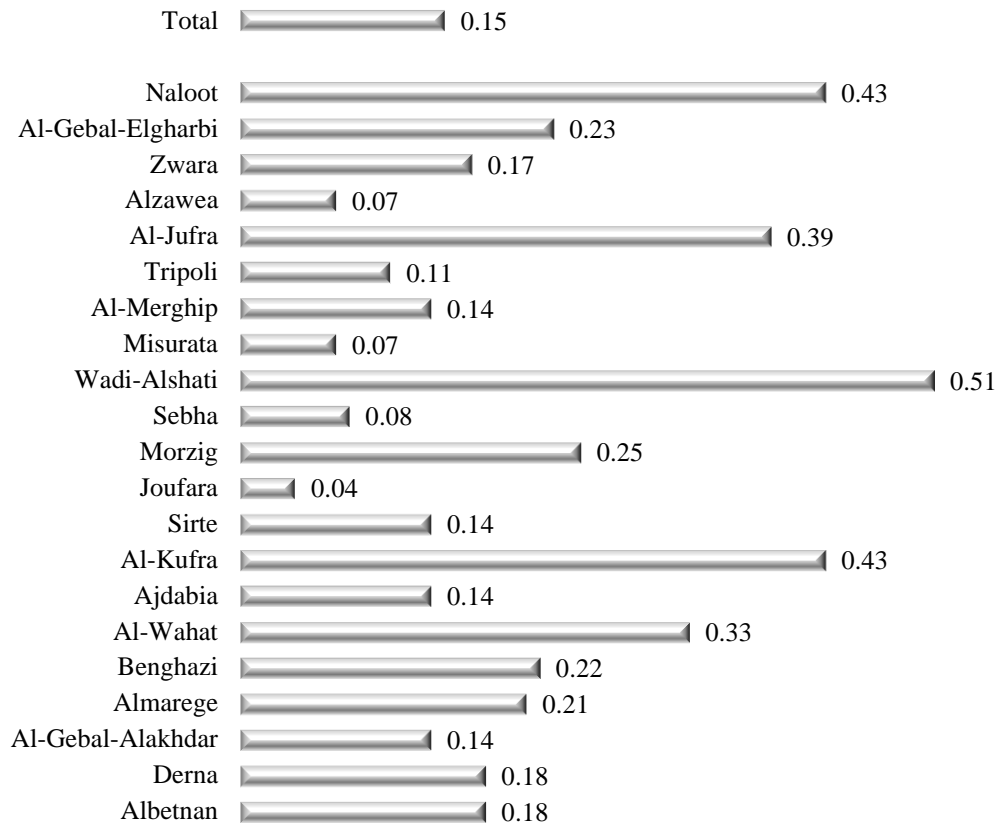 Total 0.15
Naloot 0.43
Al-Gebal-Elgharbi 0.23
Zwara 0.17
Alzawea 0.07
Al-Jufra 0.39
Tripoli 0.11
Al-Merghip 0.14
Misurata 0.07
Wadi-Alshati 0.51
Sebha 0.08
Morzig 0.25
Joufara 0.04
Sirte 0.14
Al-Kufra 0.43
Ajdabia 0.14
Al-Wahat 0.33
Benghazi 0.22
Almarege 0.21
Al-Gebal-Alakhdar 0.14
Derna 0.18
Albetnan 0.18